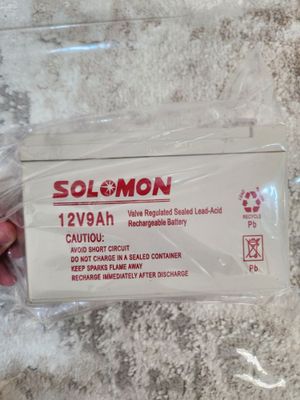 SOLOMON
12V9Ah
Valve Regulated Sealed Lead-Acid
Rechargeable Battery
CAUTIOU:
AVOID SHORT CIRCUIT
DO NOT CHARGE IN A SEALED CONTAINER
KEEP SPARKS FLAME AWAY
RECHARGE IMMEDIATELY AFTER DISCHARGE
RECYCLE
Pb
Pb